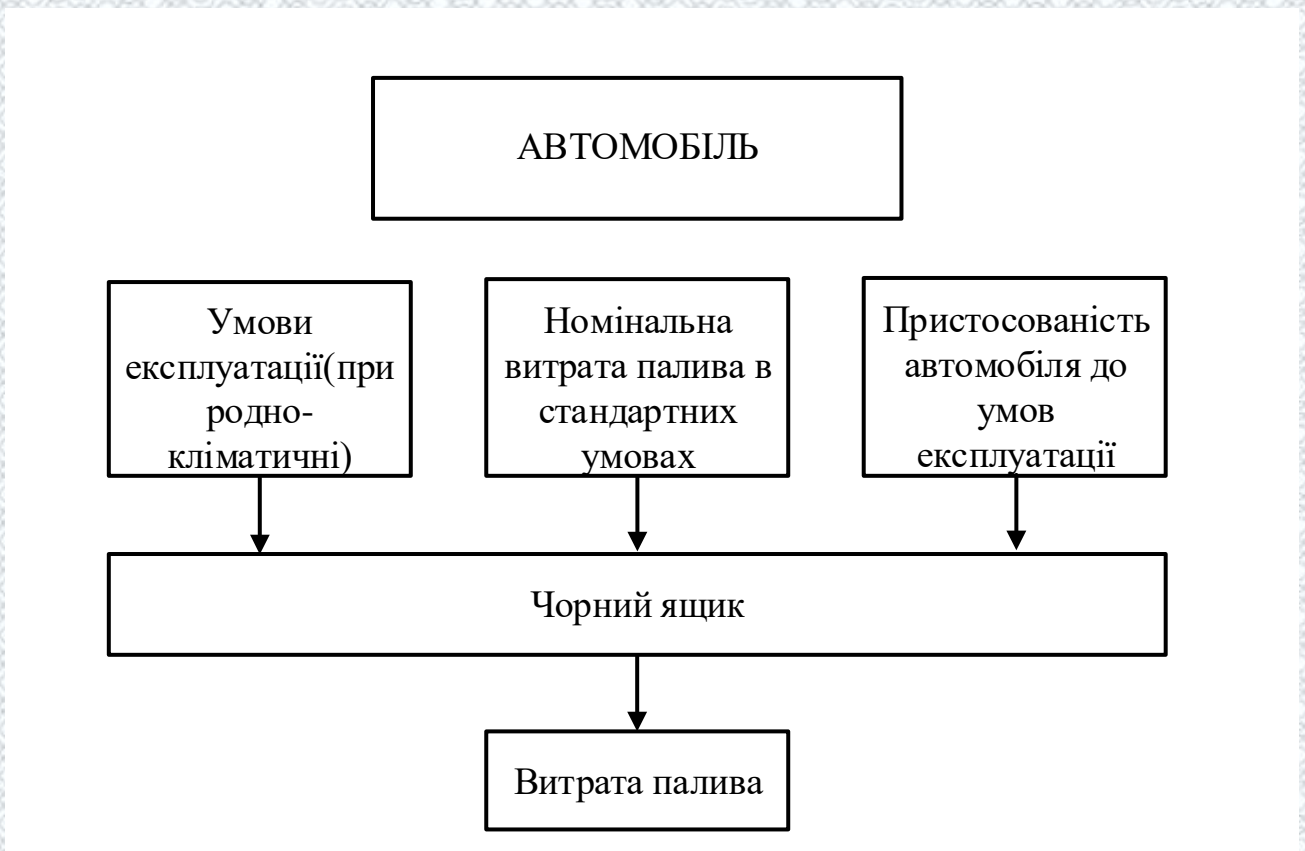 АВТОМОБІЛЬ
Умови
експлуатації(при
родно-
кліматичні)
Номінальна
витрата палива в
стандартних
умовах
Пристосованість
автомобіля до
умов
експлуатації
Чорний ящик
Витрата палива